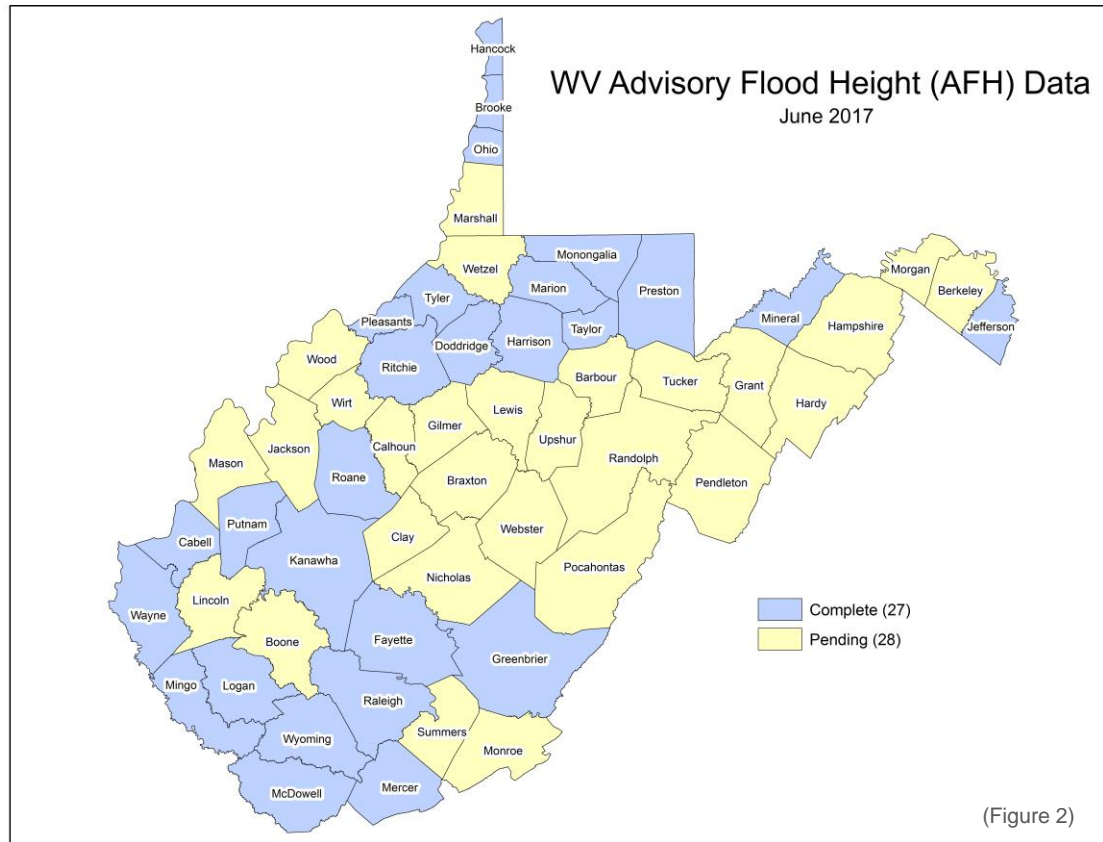 Hancock
WV Advisory Flood Height (AFH) Data
June 2017
Brooke
Ohio
Marshall
Monongalia
Wetzel
Morgan
Marion
Preston
Berkeley
Tyler
Mineral
Hampshire
Pleasants
Taylor
Jefferson
Doddridge
Harrison
Wood
Ritchie
Barbour
Tucker
Grant
Hardy
Wirt
Lewis
Gilmer
Upshur
Jackson
Calhoun
Randolph
Mason
Roane
Braxton
Pendleton
Putnam
Webster
Cabell
Clay
Kanawha
Pocahontas
Nicholas
Lincoln
Complete (27)
Wayne
Fayette
Pending (28)
Boone
Greenbrier
Mingo
Logan
Raleigh
Summers
Wyoming
Monroe
Mercer
McDowell
(Figure 2)